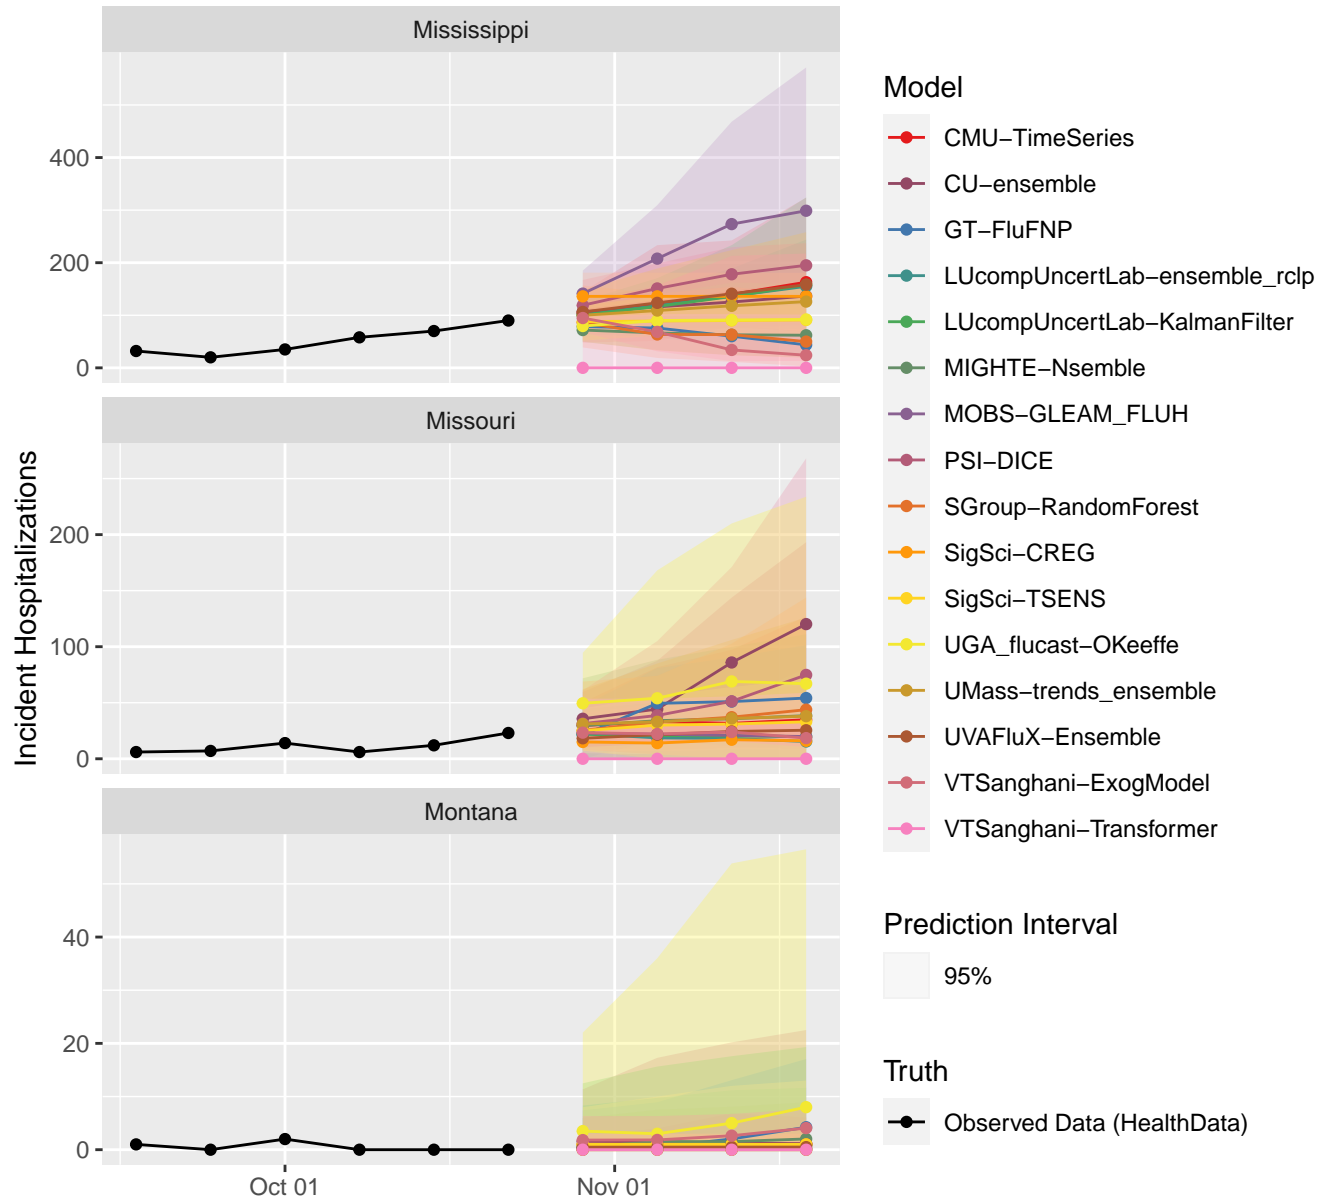 Mississippi
400
200
0
Missouri
200
100
0
Montana
40
20
0
Oct 01
Nov 01
Incident Hospitalizations
Model
CMU−TimeSeries
CU−ensemble
GT−FluFNP
LUcompUncertLab−ensemble_rclp
LUcompUncertLab−KalmanFilter
MIGHTE−Nsemble
MOBS−GLEAM_FLUH
PSI−DICE
SGroup−RandomForest
SigSci−CREG
SigSci−TSENS
UGA_flucast−OKeeffe
UMass−trends_ensemble
UVAFluX−Ensemble
VTSanghani−ExogModel
VTSanghani−Transformer
Prediction Interval
95%
Truth
Observed Data (HealthData)